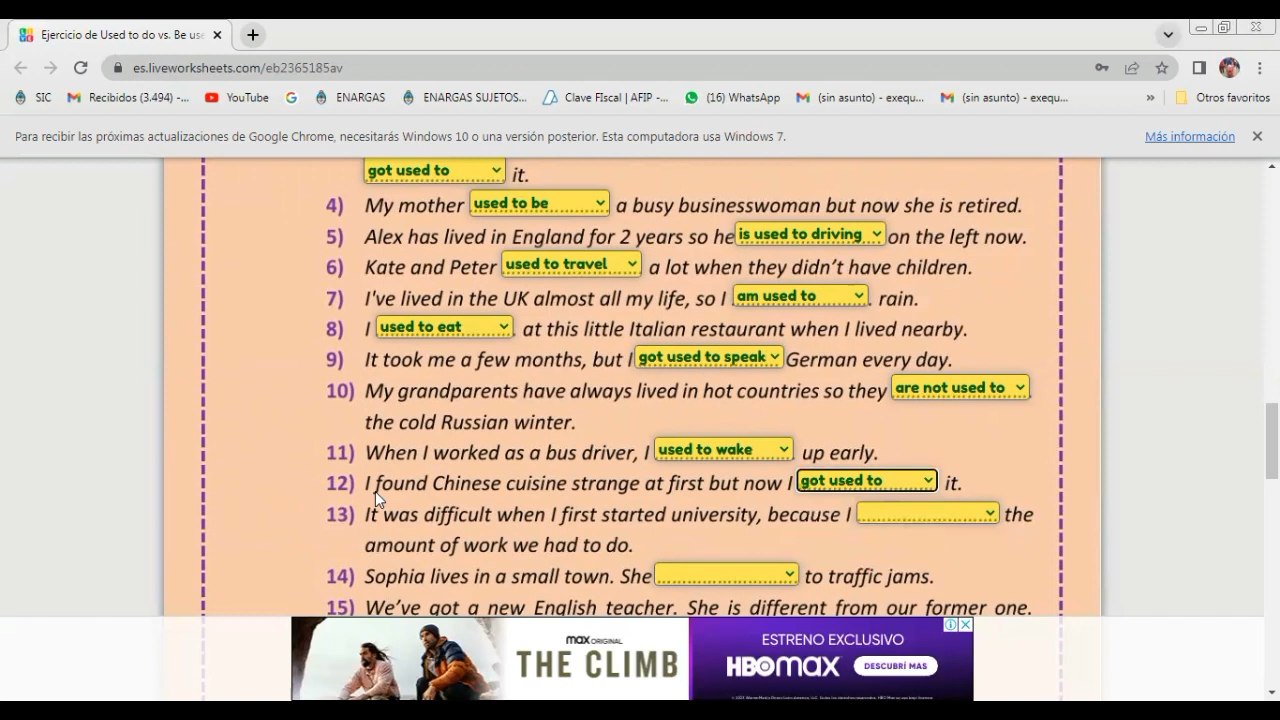 Ejercicio de Used to do vs. Be use
es.liveworksheets.com/eb2365185av
SIC Recibidos (3.494) -... YouTube ENARGAS ENARGAS SUJETOS... Clave FIscal | AFIP -... (16) WhatsApp (sin asunto) - exequ... (sin asunto) - exequ... » Otros favoritos
Para recibir las próximas actualizaciones de Google Chrome, necesitarás Windows 10 o una versión posterior. Esta computadora usa Windows 7. Más información
got used to it.
4) My mother used to be a busy businesswoman but now she is retired.
5) Alex has lived in England for 2 years so he is used to driving on the left now.
6) Kate and Peter used to travel a lot when they didn't have children.
7) I've lived in the UK almost all my life, so I am used to rain.
8) I used to eat at this little Italian restaurant when I lived nearby.
9) It took me a few months, but I got used to speak German every day.
10) My grandparents have always lived in hot countries so they are not used to
the cold Russian winter.
11) When I worked as a bus driver, I used to wake up early.
12) I found Chinese cuisine strange at first but now I got used to it.
13) It was difficult when I first started university, because I ........................ the
amount of work we had to do.
14) Sophia lives in a small town. She ........................ to traffic jams.
15) We've got a new English teacher. She is different from our former one.
max ORIGINAL
THE CLIMB
ESTRENO EXCLUSIVO
HBOmax DESCUBRÍ MAS